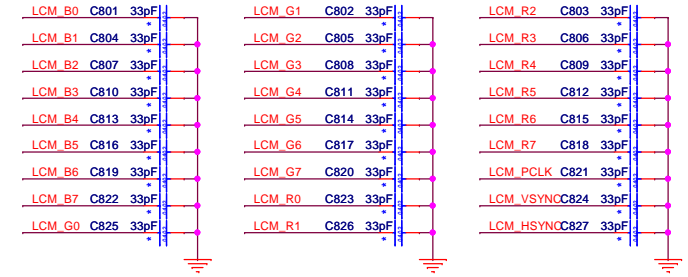 LCM_B0 C801 33pF LCM_G1 C802 33pF LCM_R2 C803 33pF
* * *
LCM_B1 C804 33pF LCM_G2 C805 33pF LCM_R3 C806 33pF
* * *
LCM_B2 C807 33pF LCM_G3 C808 33pF LCM_R4 C809 33pF
* * *
LCM_B3 C810 33pF LCM_G4 C811 33pF LCM_R5 C812 33pF
* * *
LCM_B4 C813 33pF LCM_G5 C814 33pF LCM_R6 C815 33pF
* * *
LCM_B5 C816 33pF LCM_G6 C817 33pF LCM_R7 C818 33pF
* * *
LCM_B6 C819 33pF LCM_G7 C820 33pF LCM_PCLK C821 33pF
* * *
LCM_B7 C822 33pF LCM_R0 C823 33pF LCM_VSYNC C824 33pF
* * *
LCM_G0 C825 33pF LCM_R1 C826 33pF LCM_HSYNC C827 33pF
* * *